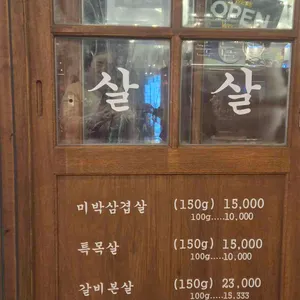 OPEN
살 살
미박삼겹살 (150g) 15,000
100g.....10,000
특목살 (150g) 15,000
100g.....10,000
갈비본살 (150g) 23,000
100g.....15,333